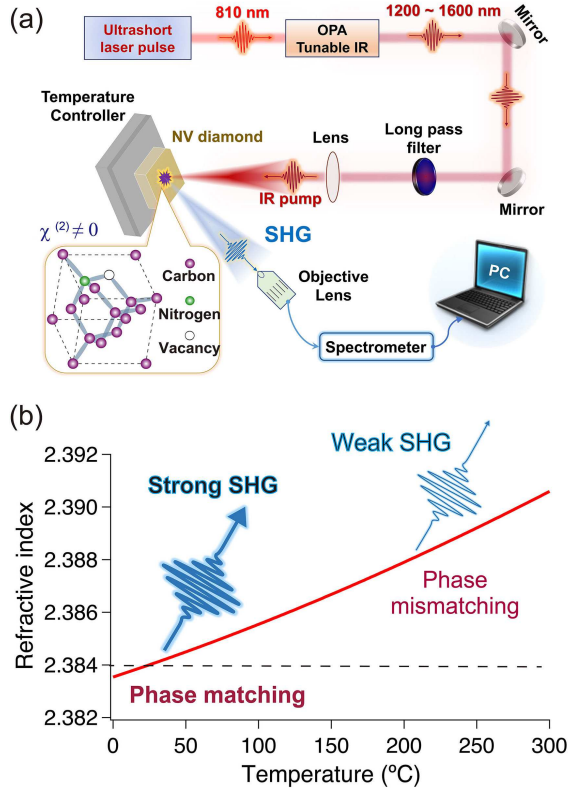 (a)
Ultrashort
laser pulse
810 nm
OPA
Tunable IR
1200 ~ 1600 nm
Mirror
Temperature
Controller
NV diamond
Lens
Long pass
filter
IR pump
Mirror
χ (2) ≠ 0
SHG
Carbon
Nitrogen
Vacancy
Objective
Lens
PC
Spectrometer
(b)
2.392
2.390
2.388
2.386
2.384
2.382
Refractive index
Strong SHG
Weak SHG
Phase
mismatching
Phase matching
0
50
100
150
200
250
300
Temperature (ºC)